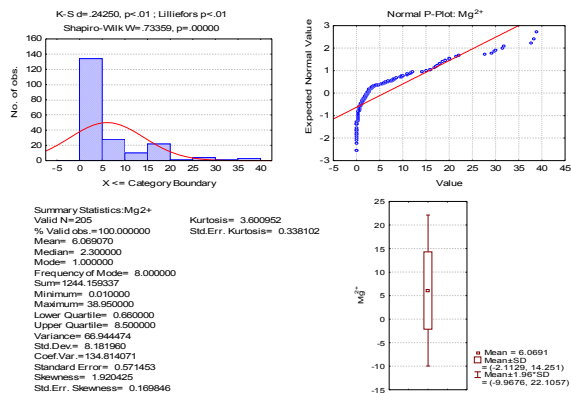 K-S d=.24250, p<.01 ; Lilliefors p<.01
Shapiro-Wilk W=.73359, p=.00000
160
140
120
100
80
60
40
20
0
No. of obs.
-5 0 5 10 15 20 25 30 35 40
X <= Category Boundary
Normal P-Plot: Mg2+
3
2
1
0
-1
-2
-3
Expected Normal Value
-5 0 5 10 15 20 25 30 35 40 45
Value
Summary Statistics:Mg2+
Valid N=205
% Valid obs.=100.000000
Mean= 6.069070
Median= 2.300000
Mode= 1.000000
Frequency of Mode= 8.000000
Sum=1244.159337
Minimum= 0.010000
Maximum= 38.950000
Lower Quartile= 0.660000
Upper Quartile= 8.500000
Variance= 66.944474
Std.Dev.= 8.181960
Coef.Var.=134.814071
Standard Error= 0.571453
Skewness= 1.920425
Std.Err. Skewness= 0.169846
Kurtosis= 3.600952
Std.Err. Kurtosis= 0.338102
25
20
15
10
5
0
-5
-10
-15
Mg2+
Mean = 6.0691
Mean±SD
= (-2.1129, 14.251)
Mean±1.96*SD
= (-9.9676, 22.1057)